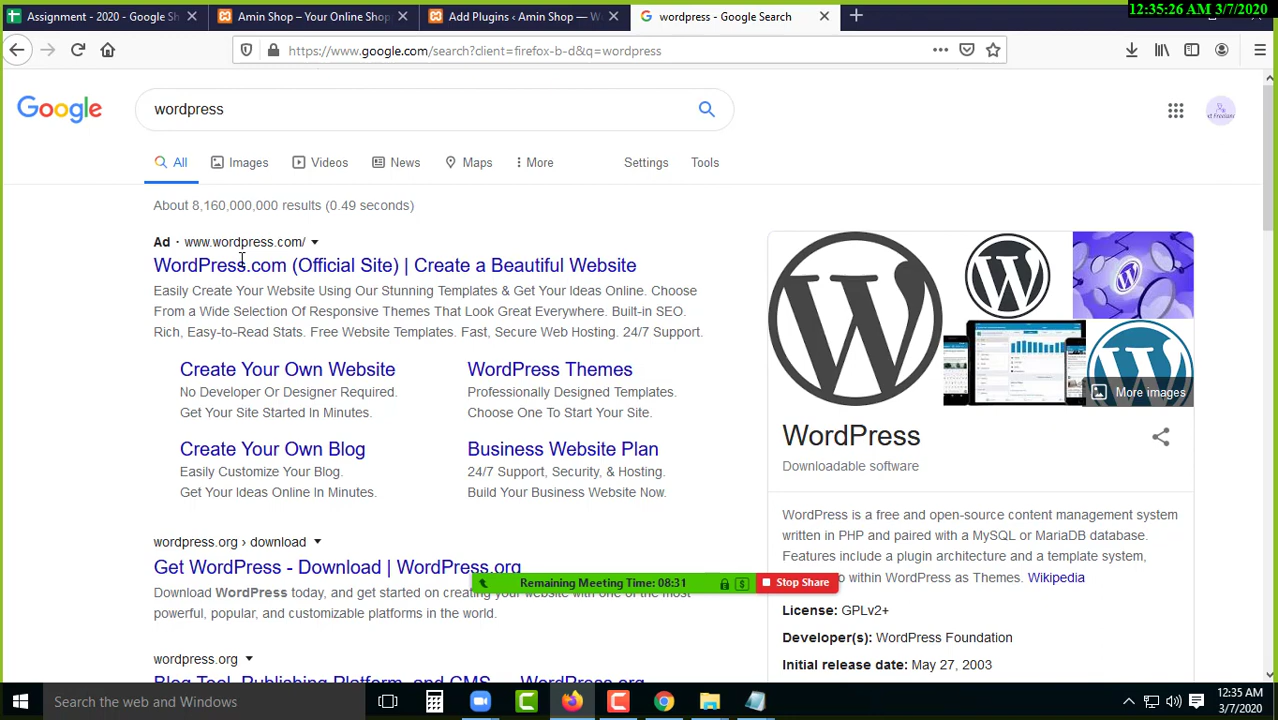 12:35:26 AM 3/7/2020
Assignment - 2020 - Google Sh
Amin Shop – Your Online Shop
Add Plugins ‹ Amin Shop — W
wordpress - Google Search
https://www.google.com/search?client=firefox-b-d&q=wordpress
Google
wordpress
All
Images
Videos
News
Maps
More
Settings
Tools
About 8,160,000,000 results (0.49 seconds)
Ad · www.wordpress.com/
WordPress.com (Official Site) | Create a Beautiful Website
Easily Create Your Website Using Our Stunning Templates & Get Your Ideas Online. Choose
From a Wide Selection Of Responsive Themes That Look Great Everywhere. Built-in SEO.
Rich, Easy-to-Read Stats. Free Website Templates. Fast, Secure Web Hosting. 24/7 Support.
Create Your Own Website
No Developer Or Designer Required.
Get Your Site Started In Minutes.
WordPress Themes
Professionally Designed Templates.
Choose One To Start Your Site.
Create Your Own Blog
Easily Customize Your Blog.
Get Your Ideas Online In Minutes.
Business Website Plan
24/7 Support, Security, & Hosting.
Build Your Business Website Now.
wordpress.org › download
Get WordPress - Download | WordPress.org
Download WordPress today, and get started on creating your website with one of the most
powerful, popular, and customizable platforms in the world.
wordpress.org
Blog Tool, Publishing Platform, and CMS — WordPress.org
More images
WordPress
Downloadable software
WordPress is a free and open-source content management system
written in PHP and paired with a MySQL or MariaDB database.
Features include a plugin architecture and a template system,
within WordPress as Themes. Wikipedia
License: GPLv2+
Developer(s): WordPress Foundation
Initial release date: May 27, 2003
Remaining Meeting Time: 08:31
Stop Share
Search the web and Windows
12:35 AM
3/7/2020